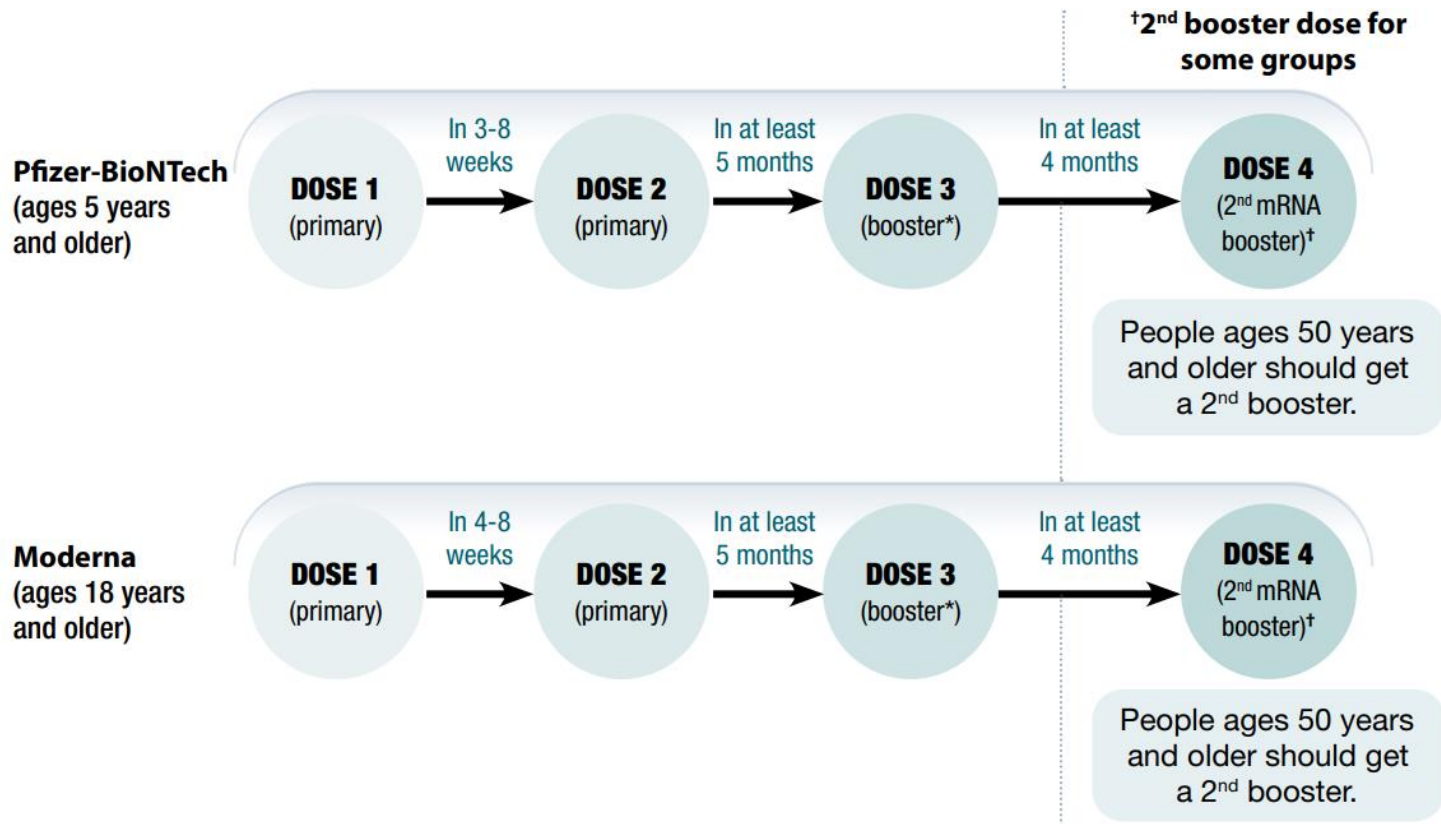 †2nd booster dose for
some groups
Pfizer-BioNTech
(ages 5 years
and older)
DOSE 1
(primary)
In 3-8
weeks
DOSE 2
(primary)
In at least
5 months
DOSE 3
(booster*)
In at least
4 months
DOSE 4
(2nd mRNA
booster)†
People ages 50 years
and older should get
a 2nd booster.
Moderna
(ages 18 years
and older)
DOSE 1
(primary)
In 4-8
weeks
DOSE 2
(primary)
In at least
5 months
DOSE 3
(booster*)
In at least
4 months
DOSE 4
(2nd mRNA
booster)†
People ages 50 years
and older should get
a 2nd booster.